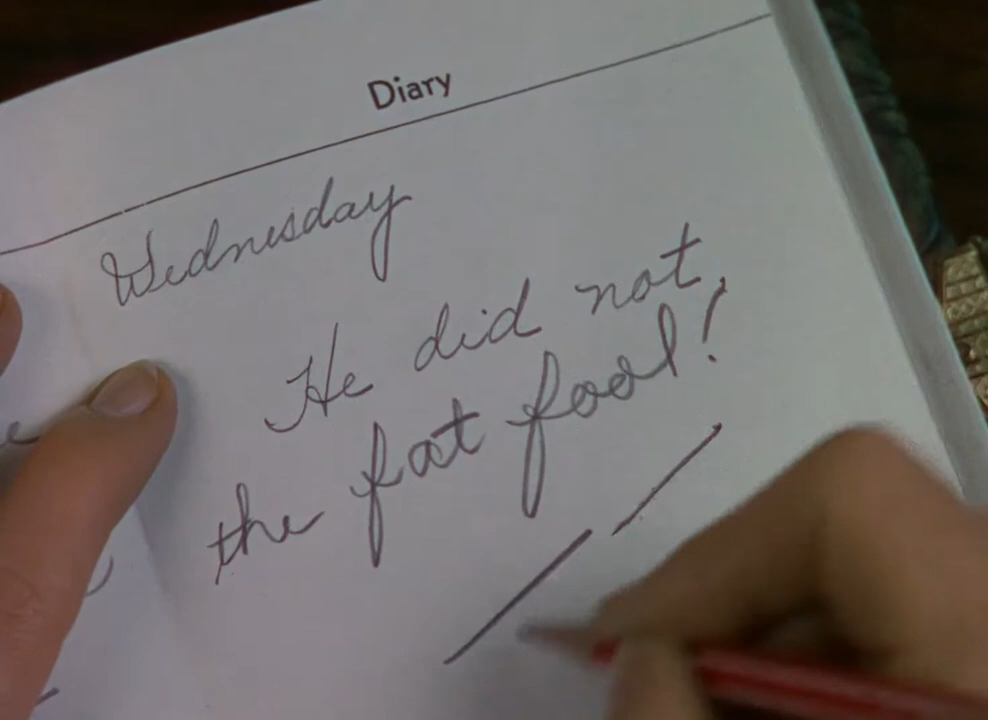 Diary
Wednesday
He did not,
the fat fool!